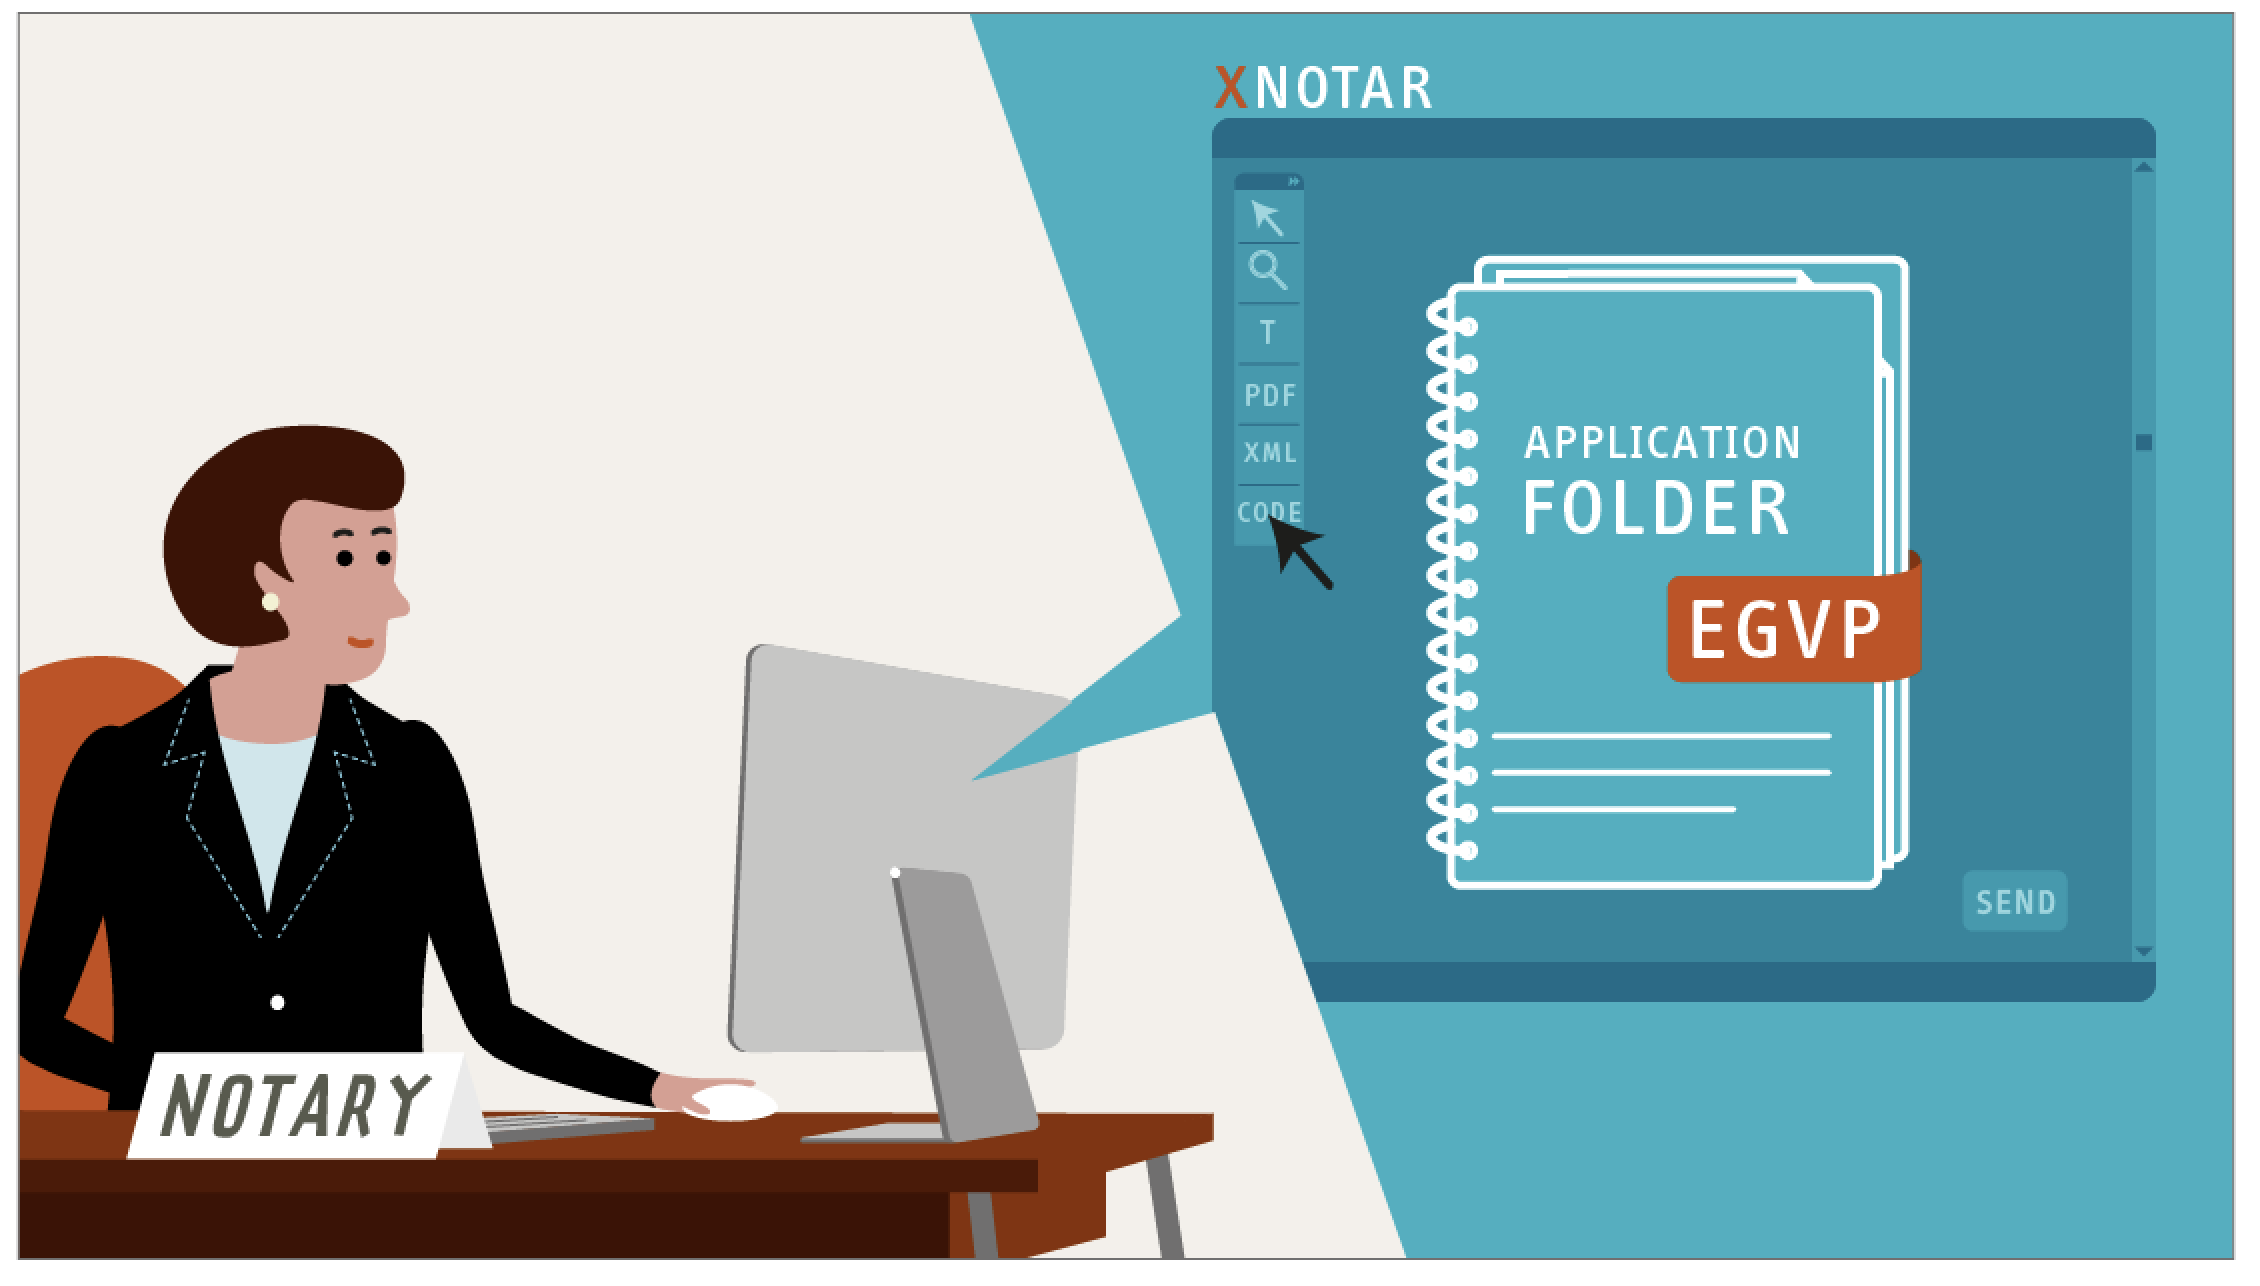 XNOTAR
T
PDF
XML
CODE
APPLICATION
FOLDER
EGVP
SEND
NOTARY